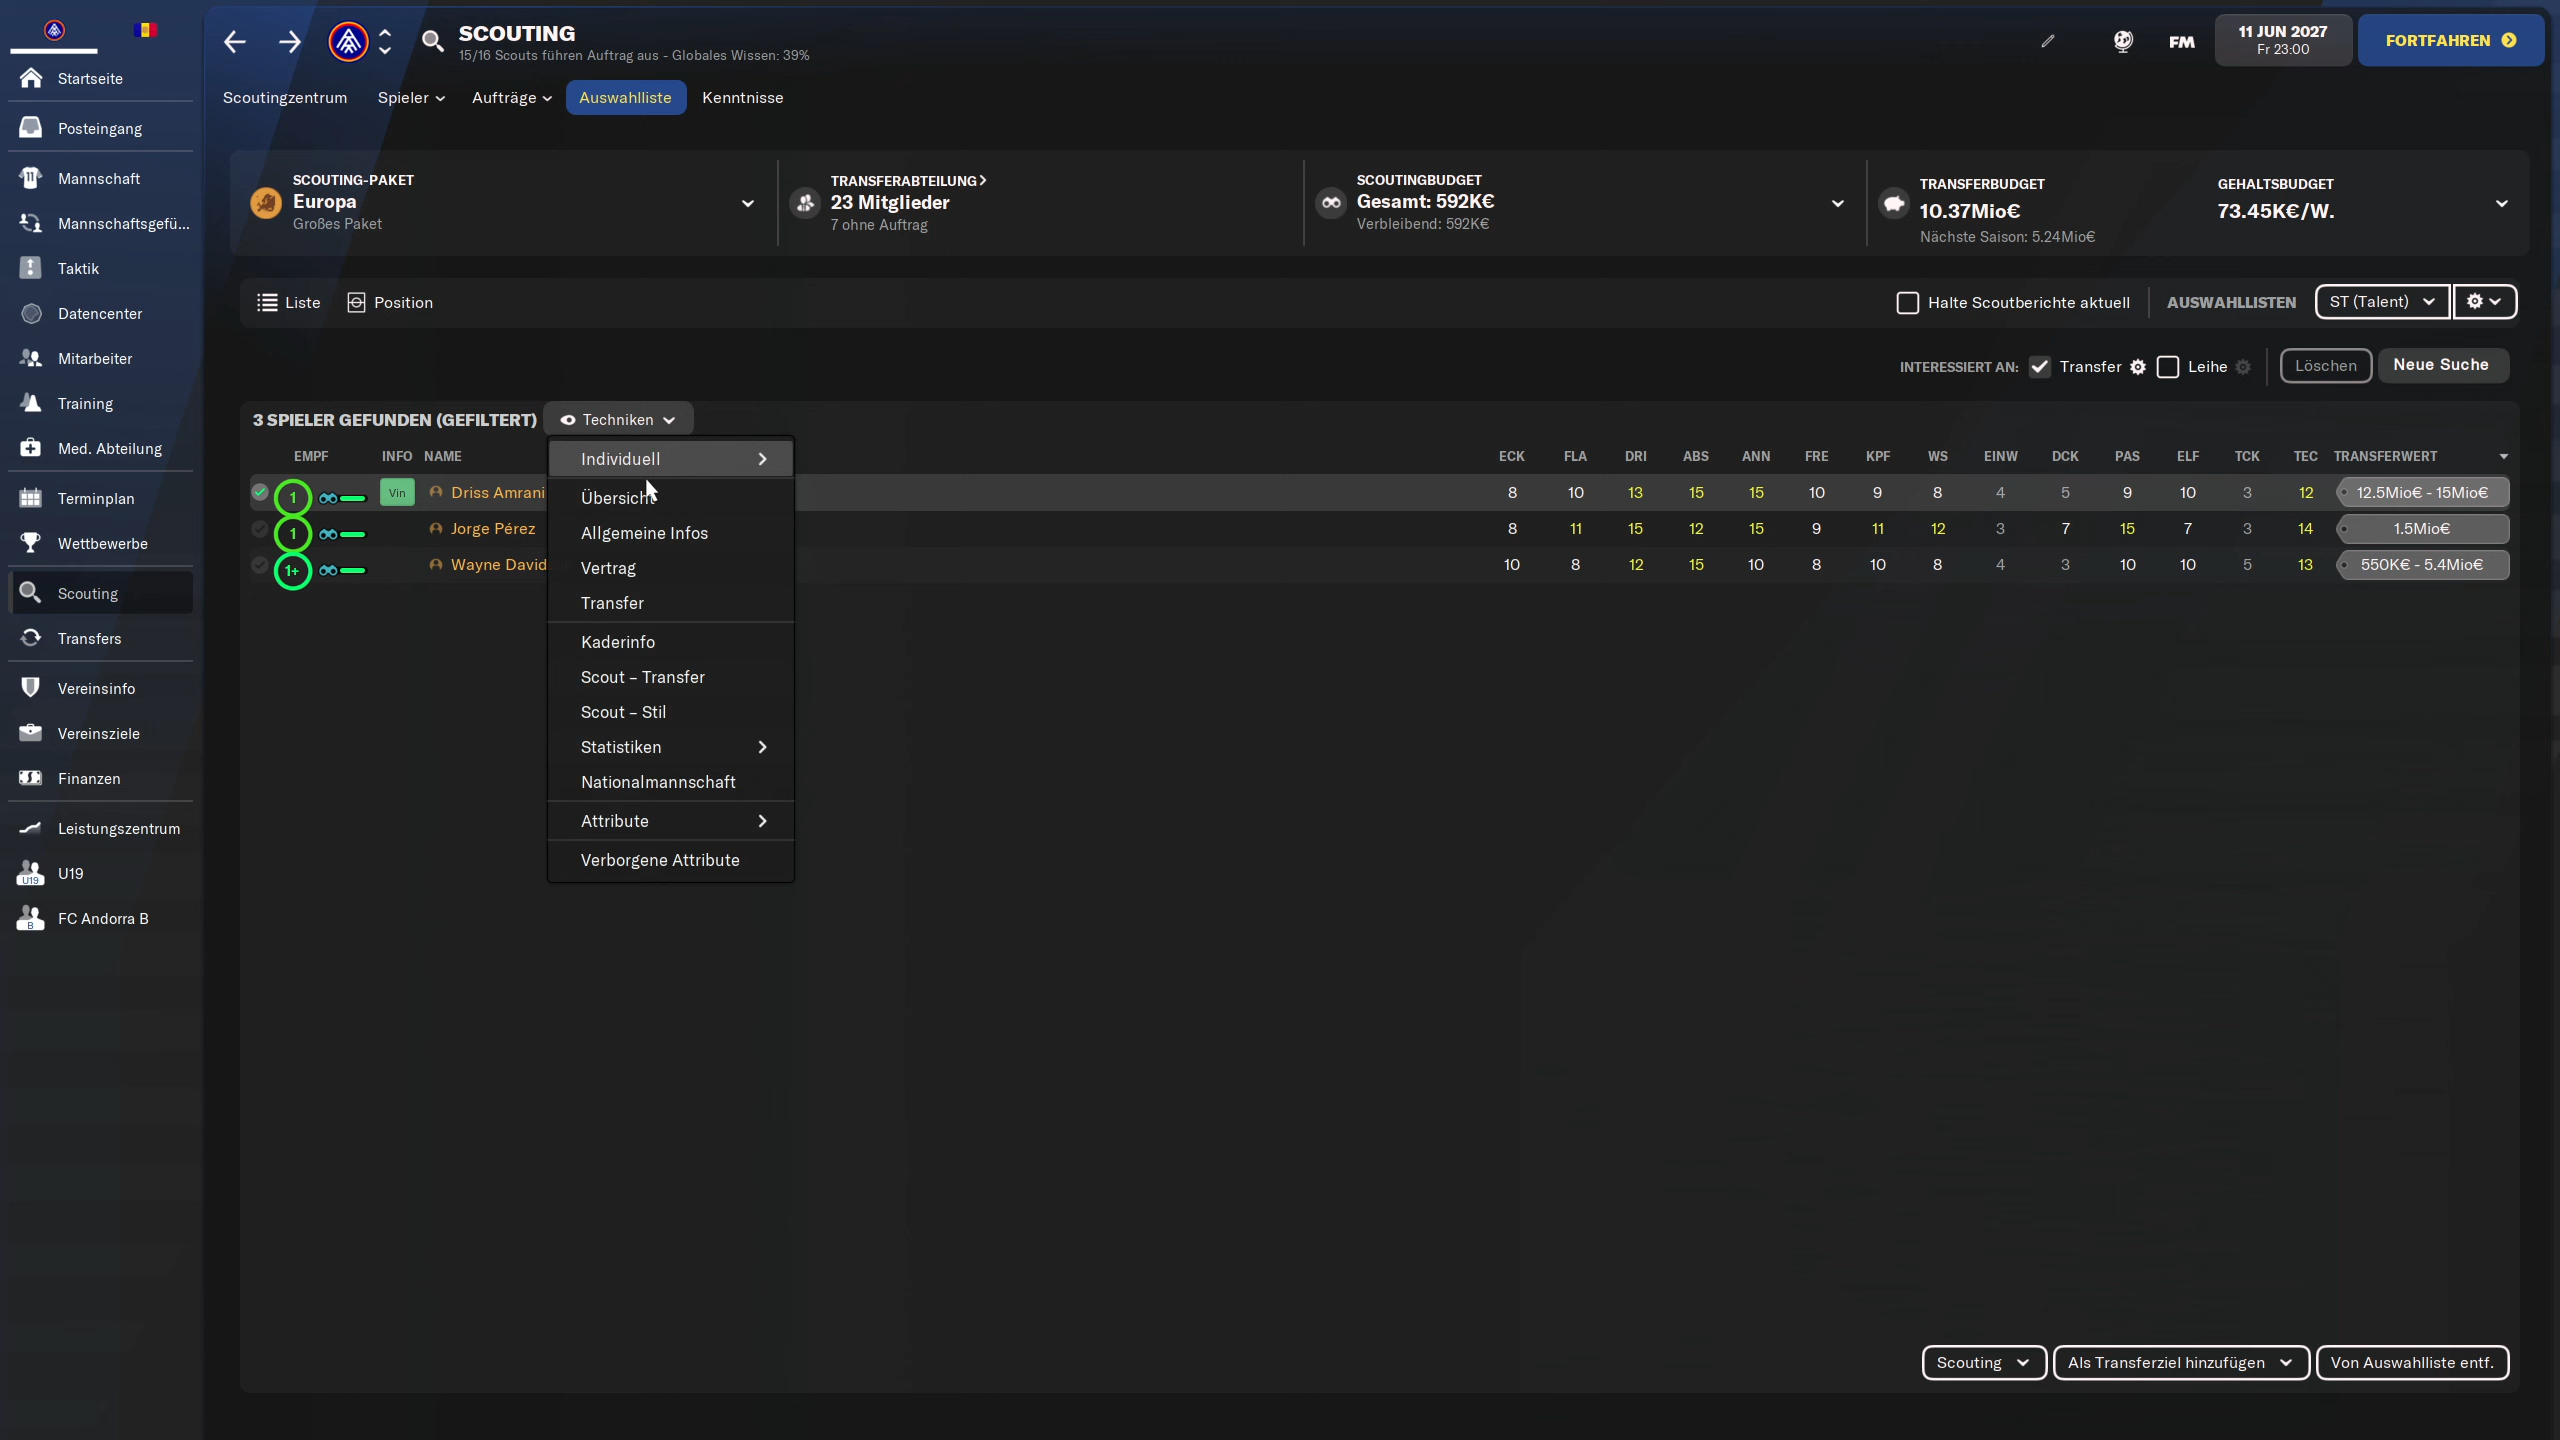 SCOUTING
15/16 Scouts führen Auftrag aus - Globales Wissen: 39%
FM
11 JUN 2027
Fr 23:00
FORTFAHREN
Startseite
Posteingang
Mannschaft
Mannschaftsgefü...
Taktik
Datencenter
Mitarbeiter
Training
Med. Abteilung
Terminplan
Wettbewerbe
Scouting
Transfers
Vereinsinfo
Vereinsziele
Finanzen
Leistungszentrum
U19
U19
B
FC Andorra B
Scoutingzentrum Spieler Aufträge Auswahlliste Kenntnisse
SCOUTING-PAKET
Europa
Großes Paket
TRANSFERABTEILUNG
23 Mitglieder
7 ohne Auftrag
SCOUTINGBUDGET
Gesamt: 592K€
Verbleibend: 592K€
TRANSFERBUDGET
10.37Mio€
Nächste Saison: 5.24Mio€
GEHALTSBUDGET
73.45K€/W.
Liste Position
Halte Scoutberichte aktuell AUSWAHLLISTEN ST (Talent)
INTERESSIERT AN: Transfer Leihe Löschen Neue Suche
3 SPIELER GEFUNDEN (GEFILTERT) Techniken
EMPF INFO NAME ECK FLA DRI ABS ANN FRE KPF WS EINW DCK PAS ELF TCK TEC TRANSFERWERT
1 Vin Driss Amrani 8 10 13 15 15 10 9 8 4 5 9 10 3 12 12.5Mio€ - 15Mio€
1 Jorge Pérez 8 11 15 12 15 9 11 12 3 7 15 7 3 14 1.5Mio€
1+ Wayne David 10 8 12 15 10 8 10 8 4 3 10 10 5 13 550K€ - 5.4Mio€
Individuell
Übersicht
Allgemeine Infos
Vertrag
Transfer
Kaderinfo
Scout – Transfer
Scout – Stil
Statistiken
Nationalmannschaft
Attribute
Verborgene Attribute
Scouting Als Transferziel hinzufügen Von Auswahlliste entf.